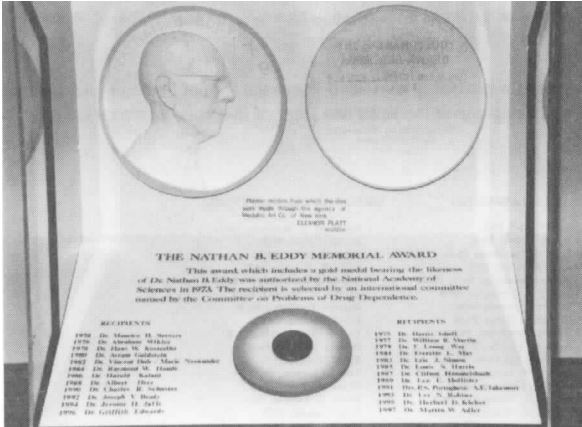 Plaster models from which the dies
were made through the agency of
Medallic Art Co. of New York
ELEANOR PLATT
THE NATHAN B. EDDY MEMORIAL AWARD
This award, which includes a gold medal bearing the likeness
of Dr. Nathan B. Eddy was authorized by the National Academy of
Sciences in 1973. The recipient is selected by an international committee
named by the Committee on Problems of Drug Dependence.
RECIPIENTS
Dr. Maurice H. Seevers
1976 Dr. Abraham Wikler
1978 Dr. Hans W. Kosterlitz
1980 Dr. Avram Goldstein
1982 Dr. Vincent Dole Marie Nyswander
1984 Dr. Raymond W. Houde
1986 Dr. Harold Kalant
1988 Dr. Albert Herz
1990 Dr. Charles R. Schuster
1992 Dr. Joseph V. Brady
1994 Dr. Jerome H. Jaffe
1996 Dr. Griffith Edwards
RECIPIENTS
1975 Dr. Harris Isbell
1977 Dr. William R. Martin
1979 Dr. E. Leong Way
1981 Dr. Everette L. May
1983 Dr. Eric J. Simon
1985 Dr. Louis S. Harris
1987 Dr. Clifton Himmelsbach
1989 Dr. Leo E. Hollister
1991 Drs. P.S. Portoghese A.E. Takemori
1993 Dr. Lee N. Robins
1995 Dr. Herbert D. Kleber
1997 Dr. Martin W. Adler